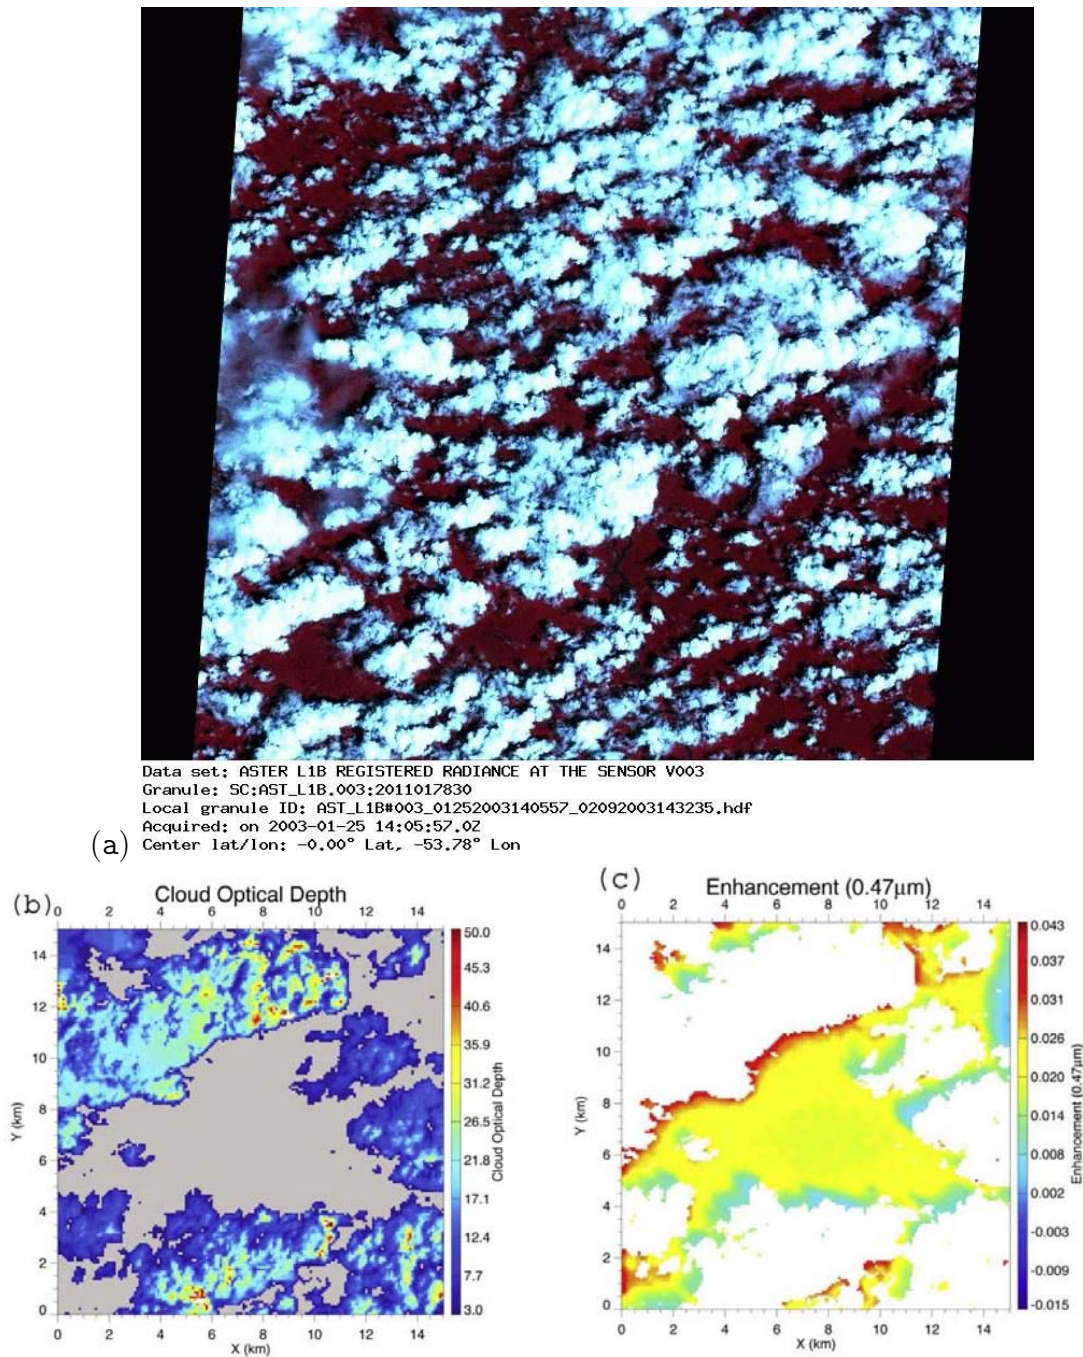 Data set: ASTER L1B REGISTERED RADIANCE AT THE SENSOR V003
Granule: SC:AST_L1B.003:2011017830
Local granule ID: AST_L1B#003_01252003140557_02092003143235.hdf
Acquired: on 2003-01-25 14:05:57.0Z
(a) Center lat/lon: -0.00° Lat, -53.78° Lon
(b) Cloud Optical Depth
0 2 4 6 8 10 12 14
14
12
10
8
6
4
2
0
Y (km)
0 2 4 6 8 10 12 14
X (km)
50.0
45.3
40.6
35.9
31.2
26.5
21.8
17.1
12.4
7.7
3.0
Cloud Optical Depth
(c) Enhancement (0.47μm)
0 2 4 6 8 10 12 14
14
12
10
8
6
4
2
0
Y (km)
0 2 4 6 8 10 12 14
X (km)
0.043
0.037
0.031
0.026
0.020
0.014
0.008
0.002
-0.003
-0.009
-0.015
Enhancement (0.47μm)